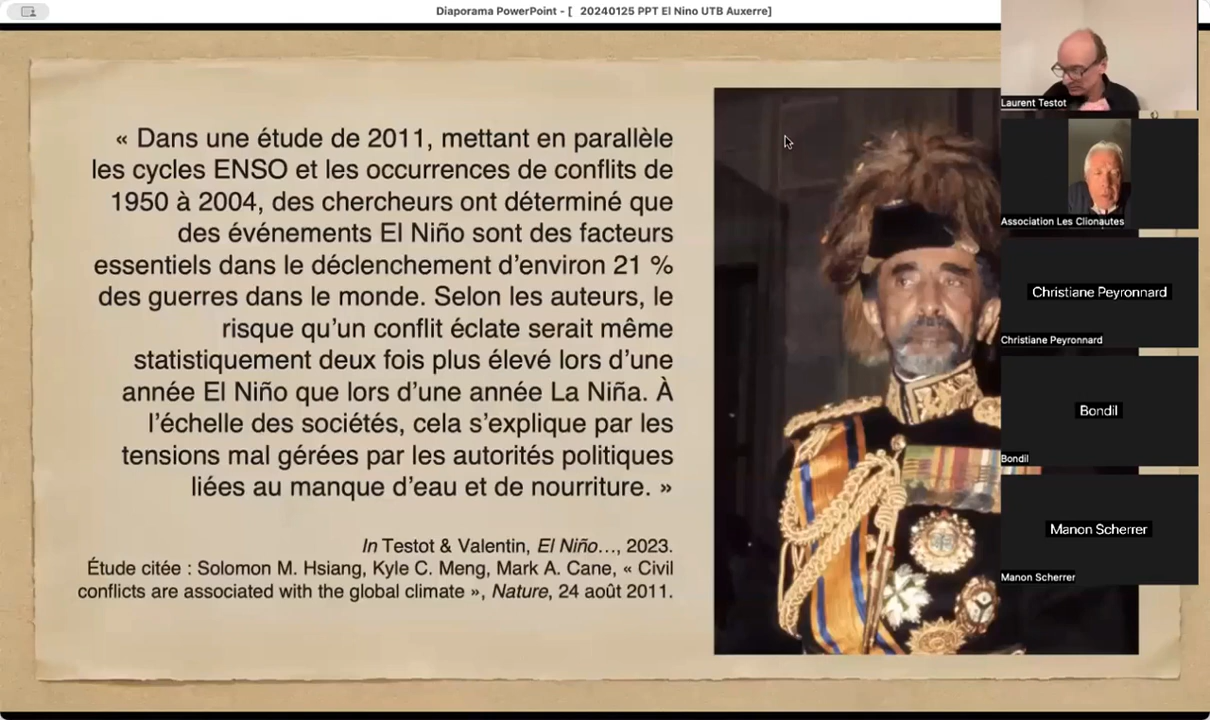 Diaporama PowerPoint - [ 20240125 PPT El Nino UTB Auxerre]
« Dans une étude de 2011, mettant en parallèle
les cycles ENSO et les occurrences de conflits de
1950 à 2004, des chercheurs ont déterminé que
des événements El Niño sont des facteurs
essentiels dans le déclenchement d’environ 21 %
des guerres dans le monde. Selon les auteurs, le
risque qu’un conflit éclate serait même
statistiquement deux fois plus élevé lors d’une
année El Niño que lors d’une année La Niña. À
l’échelle des sociétés, cela s’explique par les
tensions mal gérées par les autorités politiques
liées au manque d’eau et de nourriture. »
In Testot & Valentin, El Niño…, 2023.
Étude citée : Solomon M. Hsiang, Kyle C. Meng, Mark A. Cane, « Civil
conflicts are associated with the global climate », Nature, 24 août 2011.
Laurent Testot
Association Les Clionautes
Christiane Peyronnard
Christiane Peyronnard
Bondil
Bondil
Manon Scherrer
Manon Scherrer